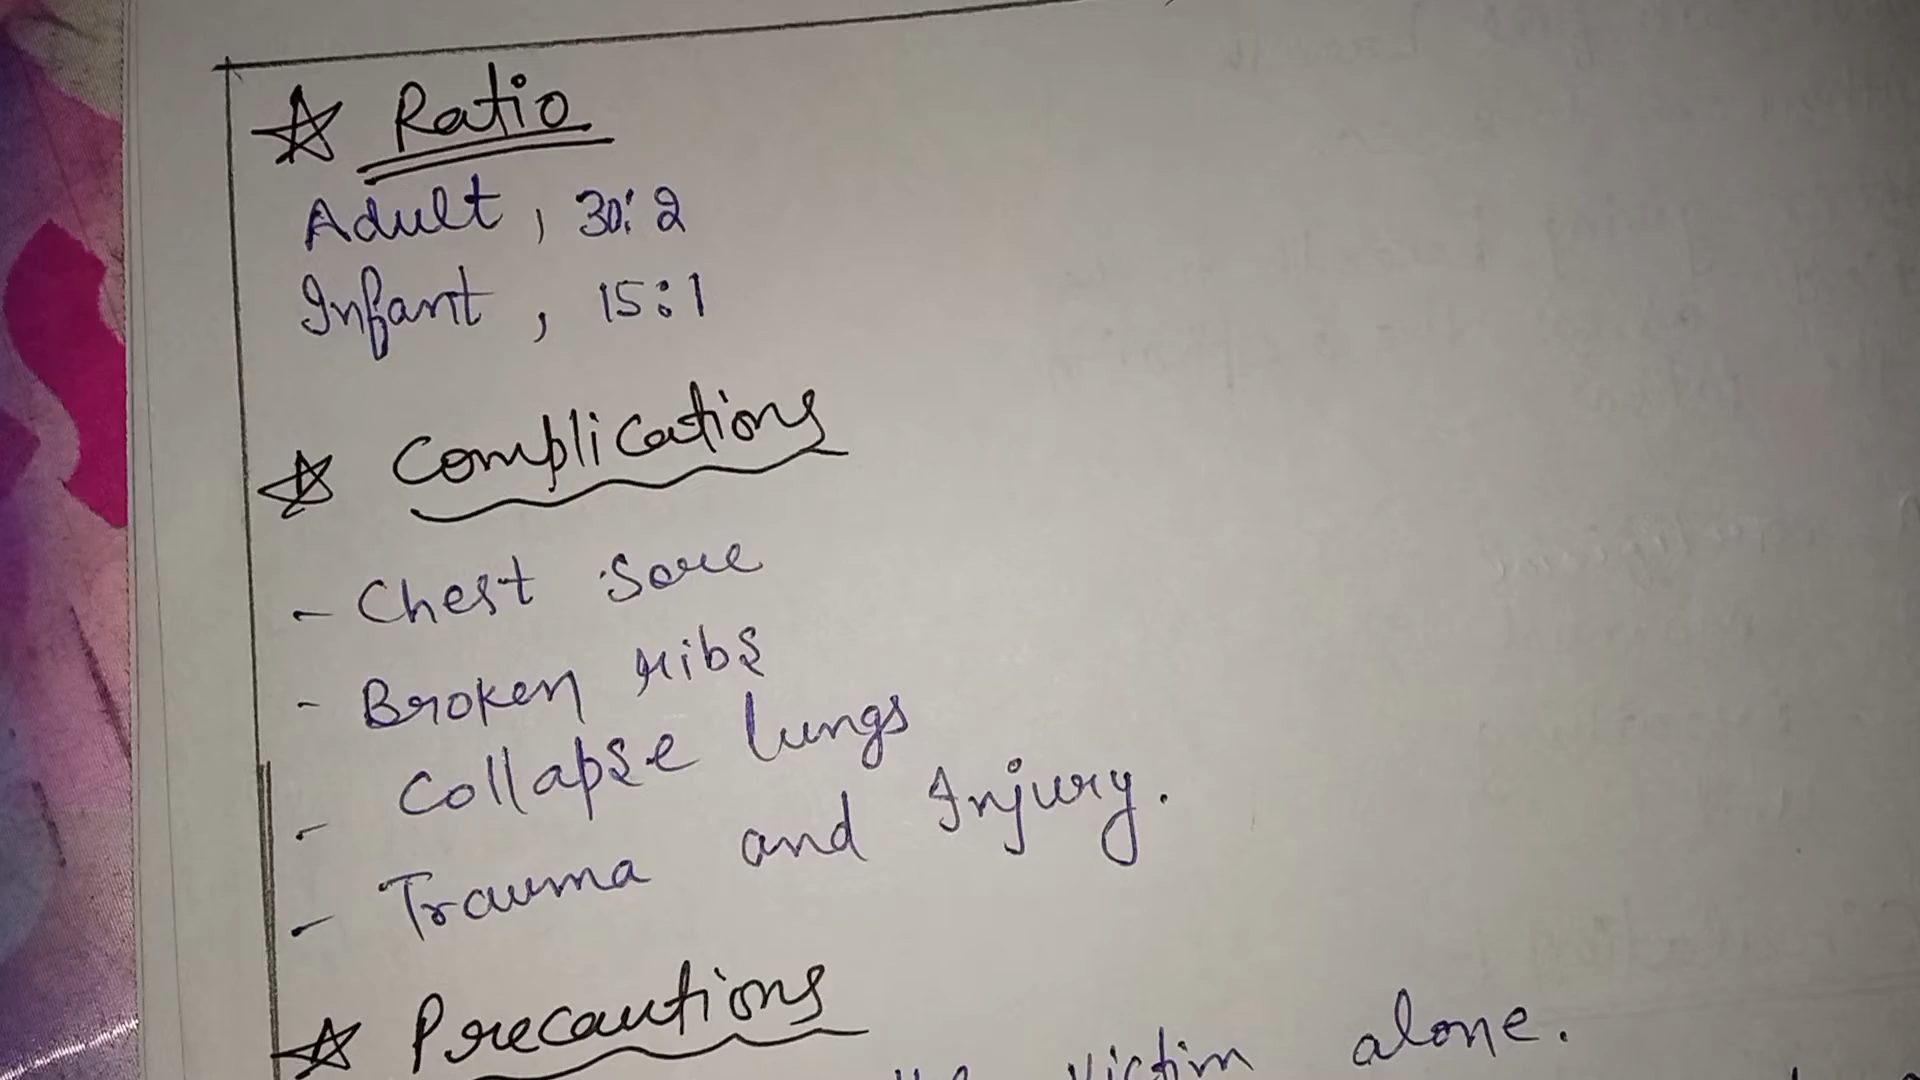 ☆ Ratio
Adult, 30:2
Infant, 15:1
☆ Complications
- Chest sore
- Broken ribs
- Collapse lungs
- Trauma and Injury.
☆ Precautions
victim alone.